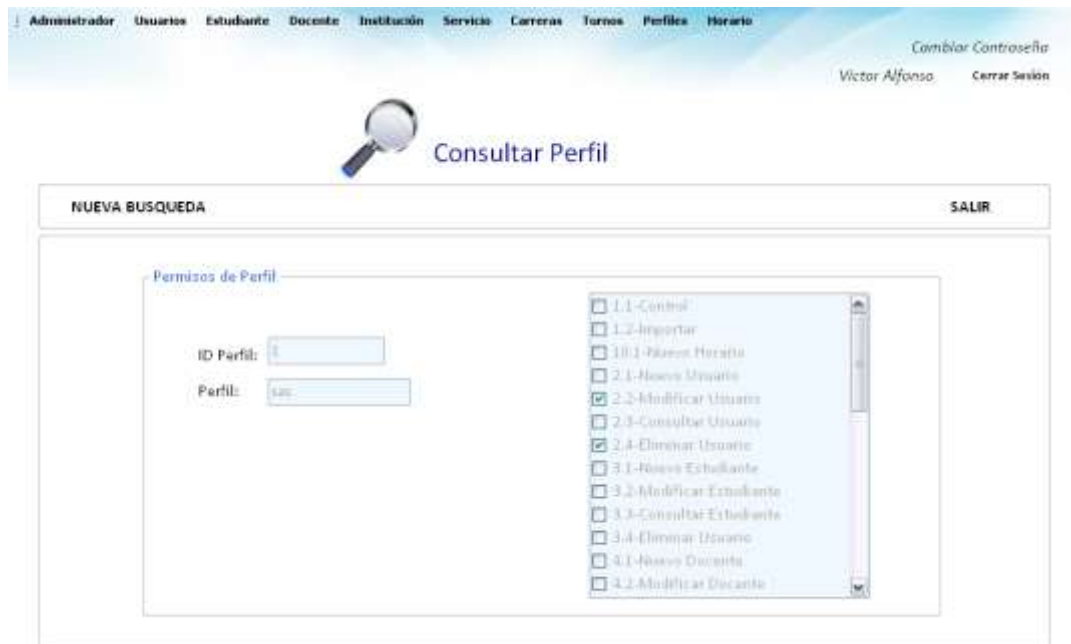 Administrador Usuarios Estudiante Docente Institución Servicio Carreras Turnos Perfiles Horario
Cambiar Contraseña
Victor Alfonso Cerrar Sesión
Consultar Perfil
NUEVA BUSQUEDA SALIR
Permisos de Perfil
1.1-Control
1.2-Importar
10.1-Nuevo Horario
ID Perfil:
2.1-Nuevo Usuario
Perfil:
2.2-Modificar Usuario
2.3-Consultar Usuario
2.4-Eliminar Usuario
3.1-Nuevo Estudiante
3.2-Modificar Estudiante
3.3-Consultar Estudiante
3.4-Eliminar Usuario
4.1-Nuevo Docente
4.2-Modificar Docente